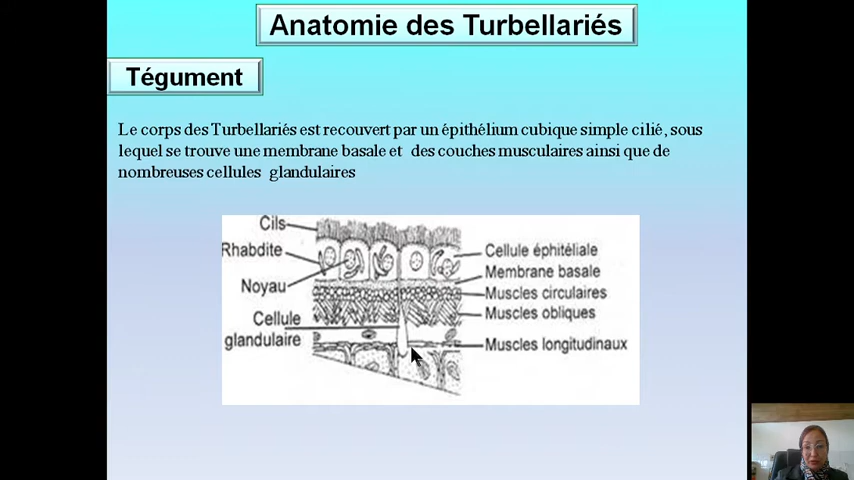 Anatomie des Turbellariés
Tégument
Le corps des Turbellariés est recouvert par un épithélium cubique simple cilié, sous
lequel se trouve une membrane basale et des couches musculaires ainsi que de
nombreuses cellules glandulaires
Cils
Rhabdite
Noyau
Cellule
glandulaire
Cellule éphitéliale
Membrane basale
Muscles circulaires
Muscles obliques
Muscles longitudinaux